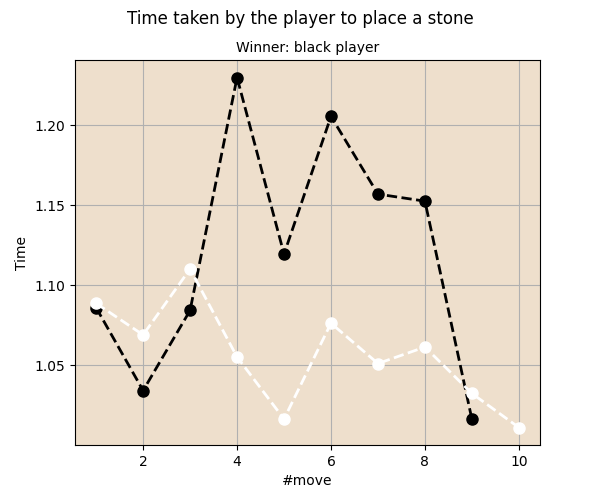 Time taken by the player to place a stone
Winner: black player
Time
1.20
1.15
1.10
1.05
2
4
6
8
10
#move